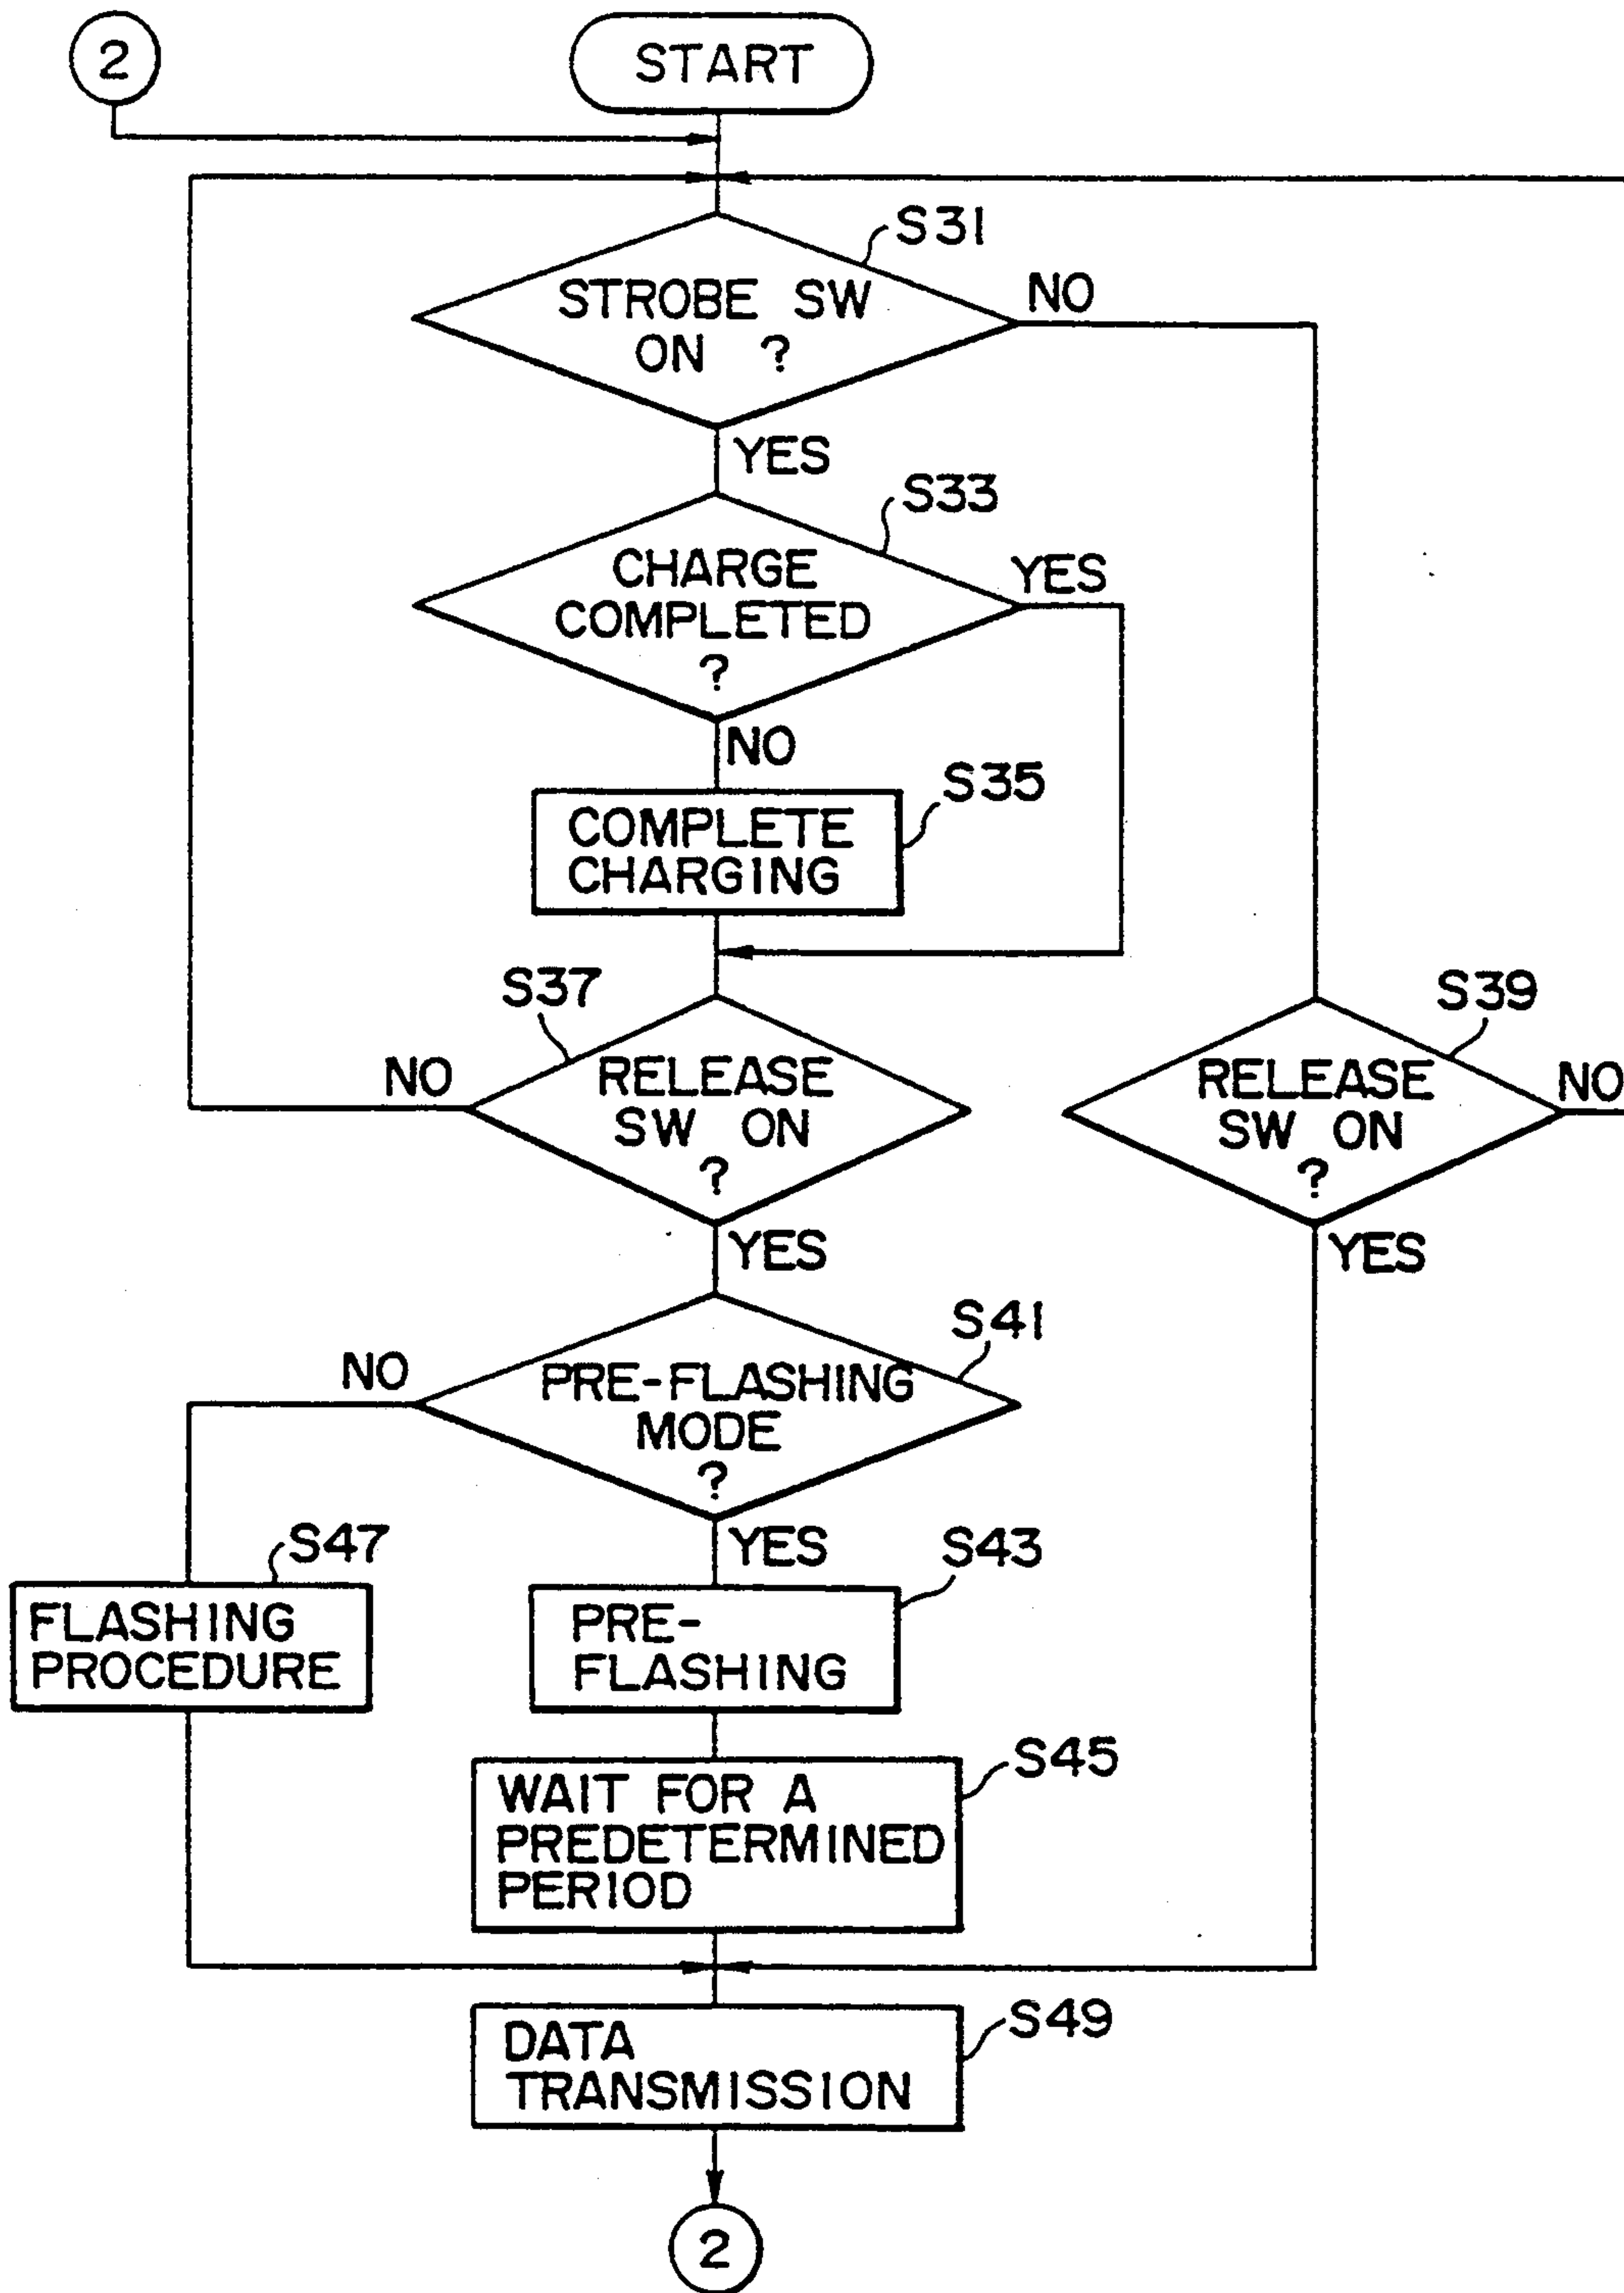 2
START
S31
STROBE SW
ON ?
NO
YES
S33
CHARGE
COMPLETED
?
YES
NO
S35
COMPLETE
CHARGING
S37
NO
RELEASE
SW ON
?
YES
S39
RELEASE
SW ON
?
NO
YES
S41
NO
PRE-FLASHING
MODE
?
YES
S47
FLASHING
PROCEDURE
S43
PRE-
FLASHING
S45
WAIT FOR A
PREDETERMINED
PERIOD
S49
DATA
TRANSMISSION
2